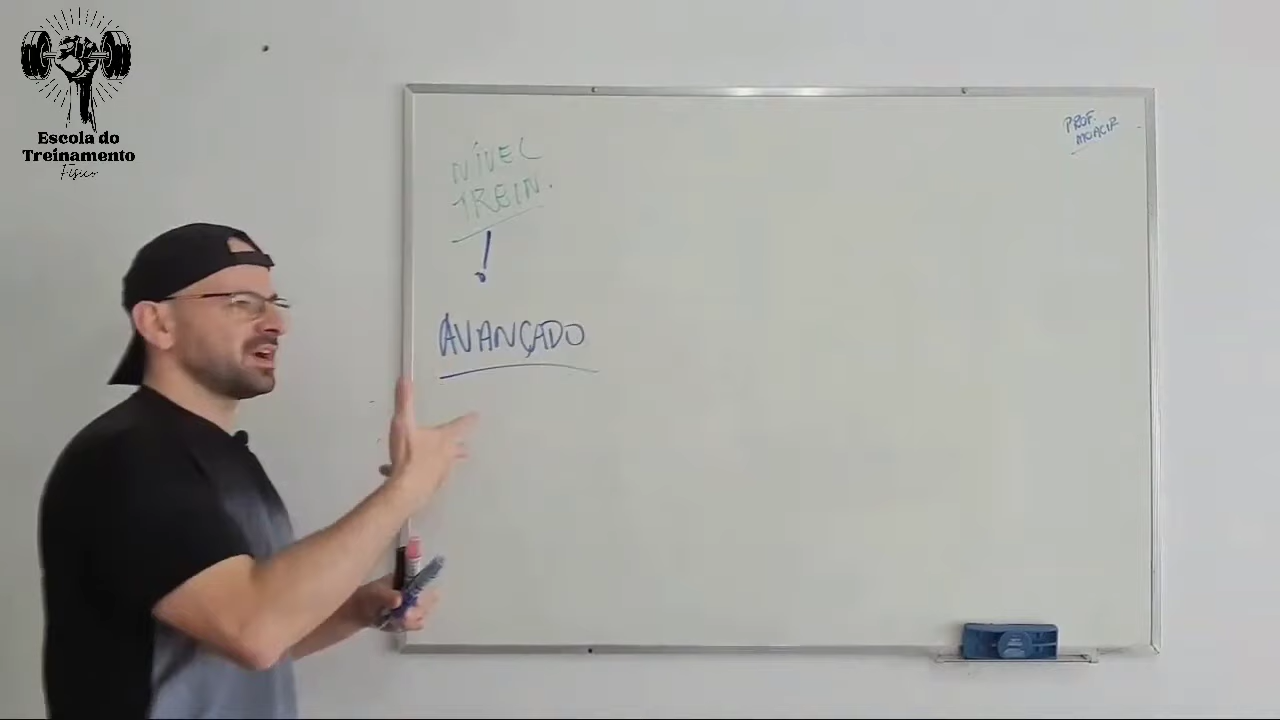 Escola do
Treinamento
Físico
NÍVEL
TREIN.
!
AVANÇADO
PROF.
MOACIR